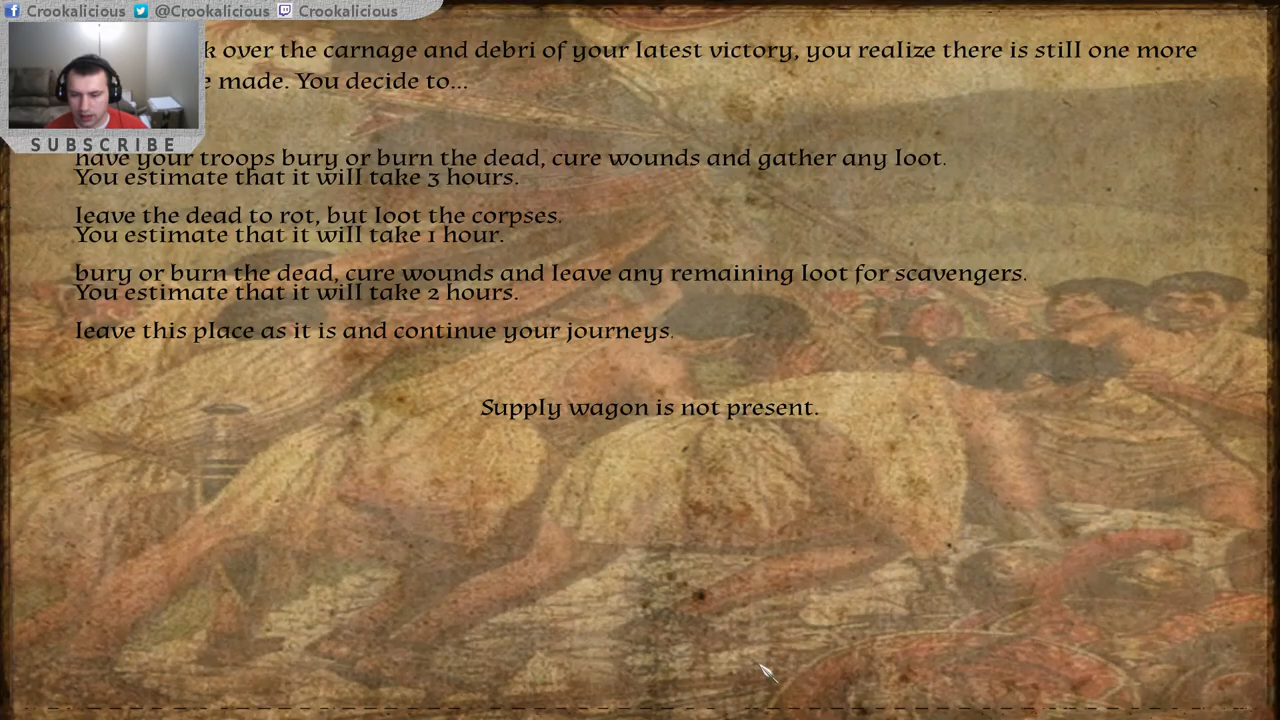 Crookalicious @Crookalicious Crookalicious
over the carnage and debri of your latest victory, you realize there is still one more
made. You decide to...
SUBSCRIBE
have your troops bury or burn the dead, cure wounds and gather any loot.
You estimate that it will take 3 hours.
leave the dead to rot, but loot the corpses.
You estimate that it will take 1 hour.
bury or burn the dead, cure wounds and leave any remaining loot for scavengers.
You estimate that it will take 2 hours.
leave this place as it is and continue your journeys.
Supply wagon is not present.